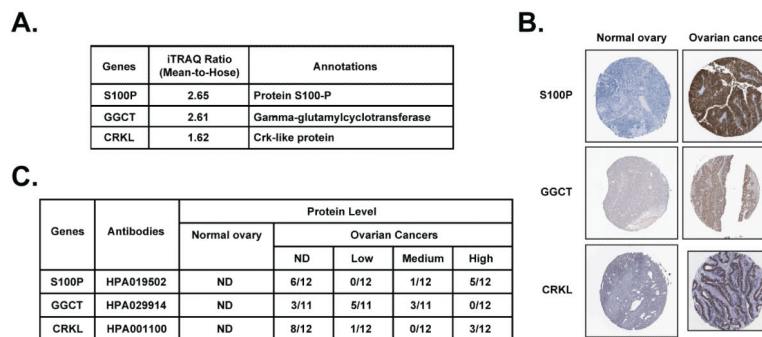 A.
Genes iTRAQ Ratio (Mean-to-Hose) Annotations
S100P 2.65 Protein S100-P
GGCT 2.61 Gamma-glutamylcyclotransferase
CRKL 1.62 Crk-like protein
B.
Normal ovary Ovarian cancer
S100P
GGCT
CRKL
C.
Genes Antibodies Protein Level
Normal ovary Ovarian Cancers
ND Low Medium High
S100P HPA019502 ND 6/12 0/12 1/12 5/12
GGCT HPA029914 ND 3/11 5/11 3/11 0/12
CRKL HPA001100 ND 8/12 1/12 0/12 3/12